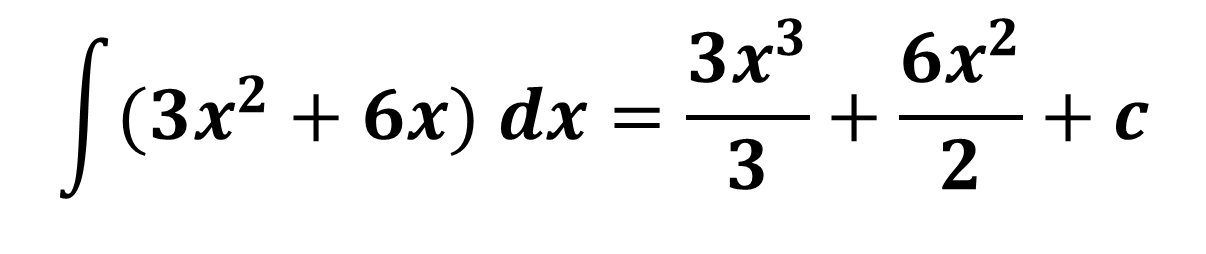 ∫(3x² + 6x) dx = 3x³/3 + 6x²/2 + c